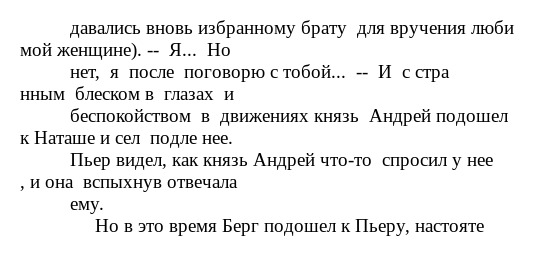 давались вновь избранному брату  для вручения люби
мой женщине). --  Я...  Но
нет,  я  после  поговорю с тобой...  --  И  с стра
нным  блеском в  глазах  и
беспокойством  в  движениях князь  Андрей подошел
к Наташе и сел  подле нее.
Пьер видел, как князь Андрей что-то  спросил у нее
, и она  вспыхнув отвечала
ему.
Но в это время Берг подошел к Пьеру, настояте